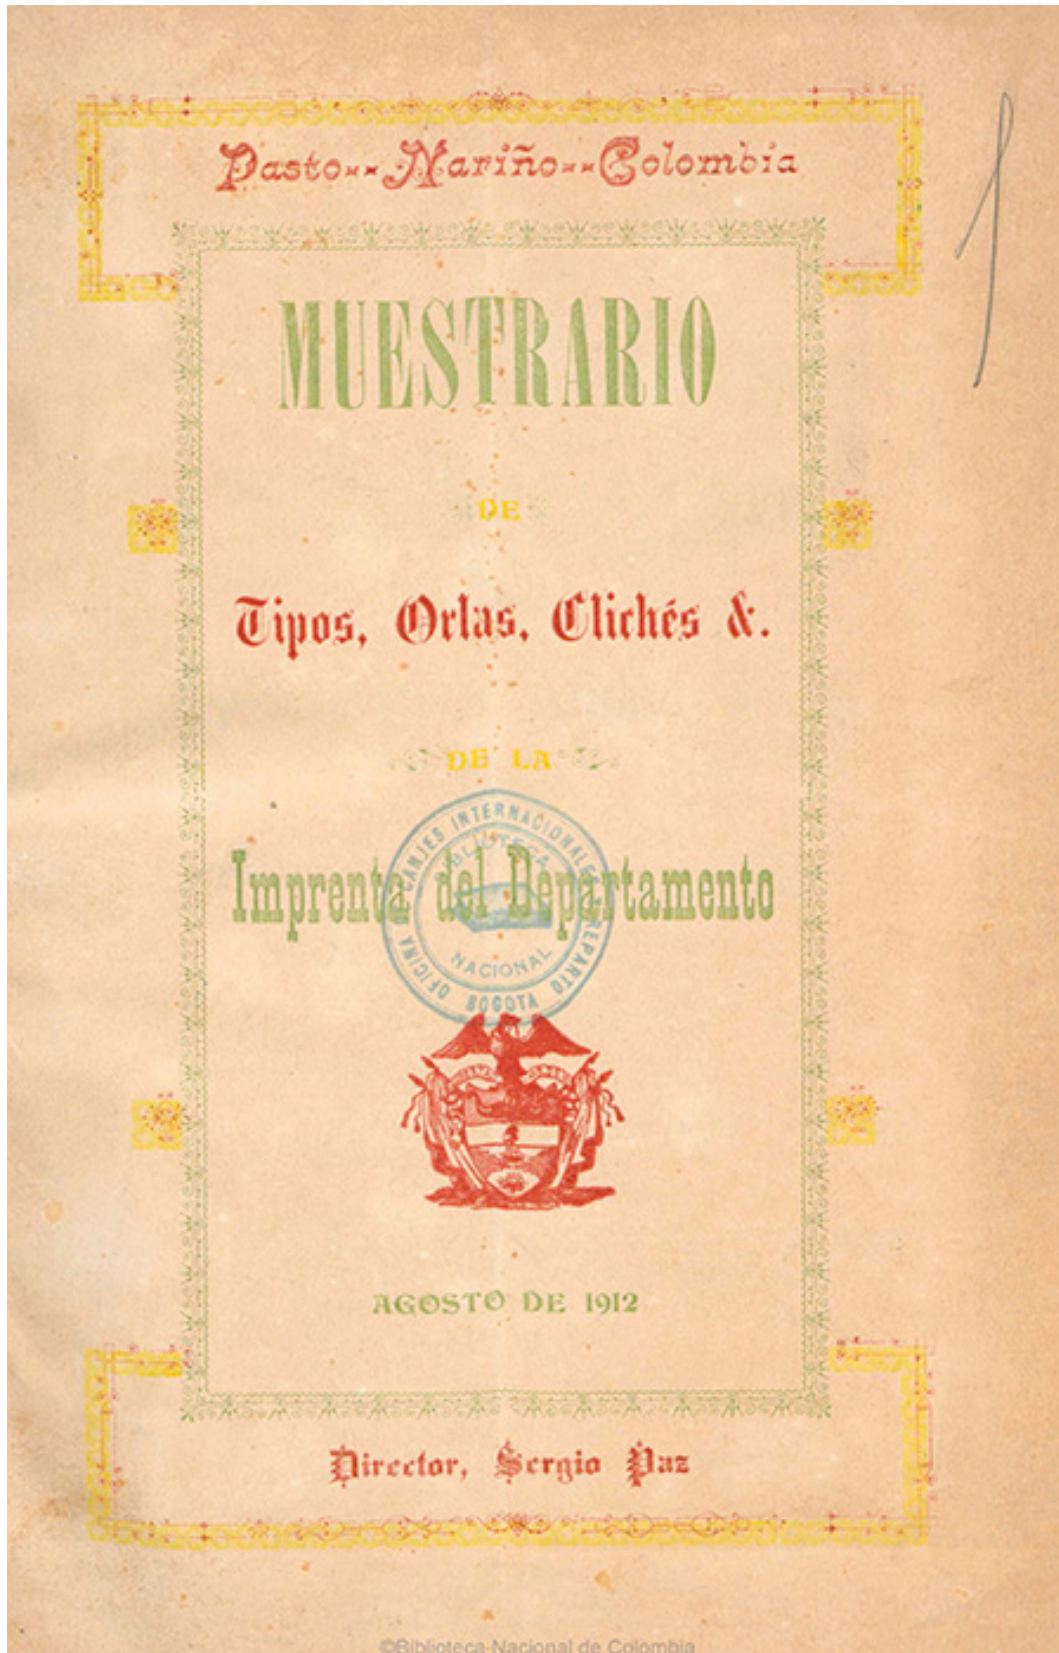 Pasto--Nariño--Colombia
MUESTRARIO
DE
Tipos, Orlas, Clichés &.
DE LA
Imprenta del Departamento
OFICINA DE CANJES INTERNACIONALES Y REPARTO
BIBLIOTECA
NACIONAL
BOGOTA
AGOSTO DE 1912
Director, Sergio Paz
©Biblioteca Nacional de Colombia